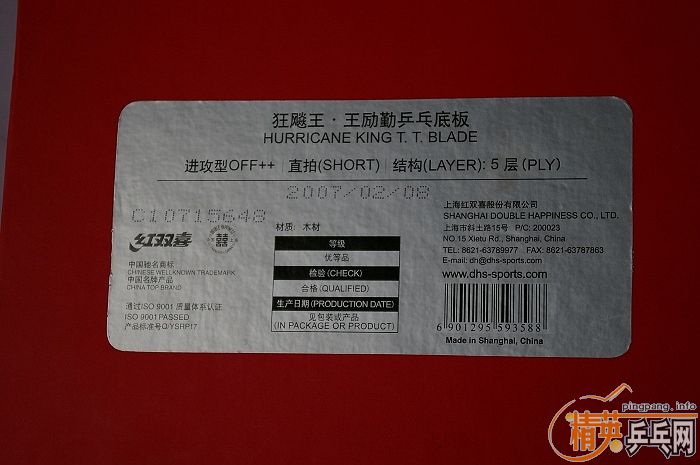 狂飚王·王励勤乒乓底板
HURRICANE KING T. T. BLADE
进攻型OFF++ 直拍(SHORT) 结构(LAYER): 5 层(PLY)
2007/02/08
C10715648
红双喜
囍
中国驰名商标
CHINESE WELLKNOWN TRADEMARK
中国名牌产品
CHINA TOP BRAND
通过ISO 9001 质量体系认证
ISO 9001 PASSED
产品标准号Q/YSRP17
材质: 木材
等级
优等品
检验(CHECK)
合格(QUALIFIED)
生产日期(PRODUCTION DATE)
见包装或产品
(IN PACKAGE OR PRODUCT)
上海红双喜股份有限公司
SHANGHAI DOUBLE HAPPINESS CO., LTD.
上海市斜土路15号 P/C: 200023
NO.15 Xietu Rd., Shanghai, China
TEL: 8621-63789977 FAX: 8621-63787863
E-mail: dh@dhs-sports.com
www.dhs-sports.com
6 901295 593588
Made in Shanghai, China
pingpang.info
精英乒乓网